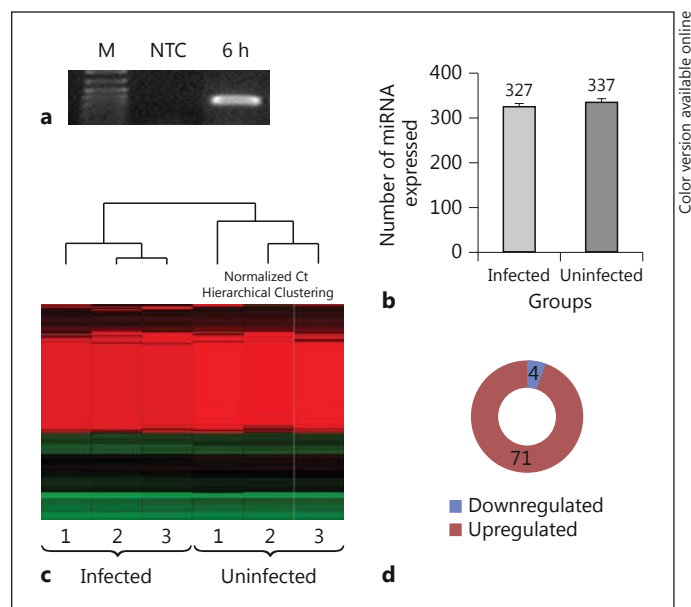 M NTC 6 h
a
Color version available online
400
300
200
100
0
Number of miRNA
expressed
327
337
Infected Uninfected
Groups
b
Normalized Ct
Hierarchical Clustering
1 2 3 1 2 3
Infected Uninfected
c
4
71
Downregulated
Upregulated
d